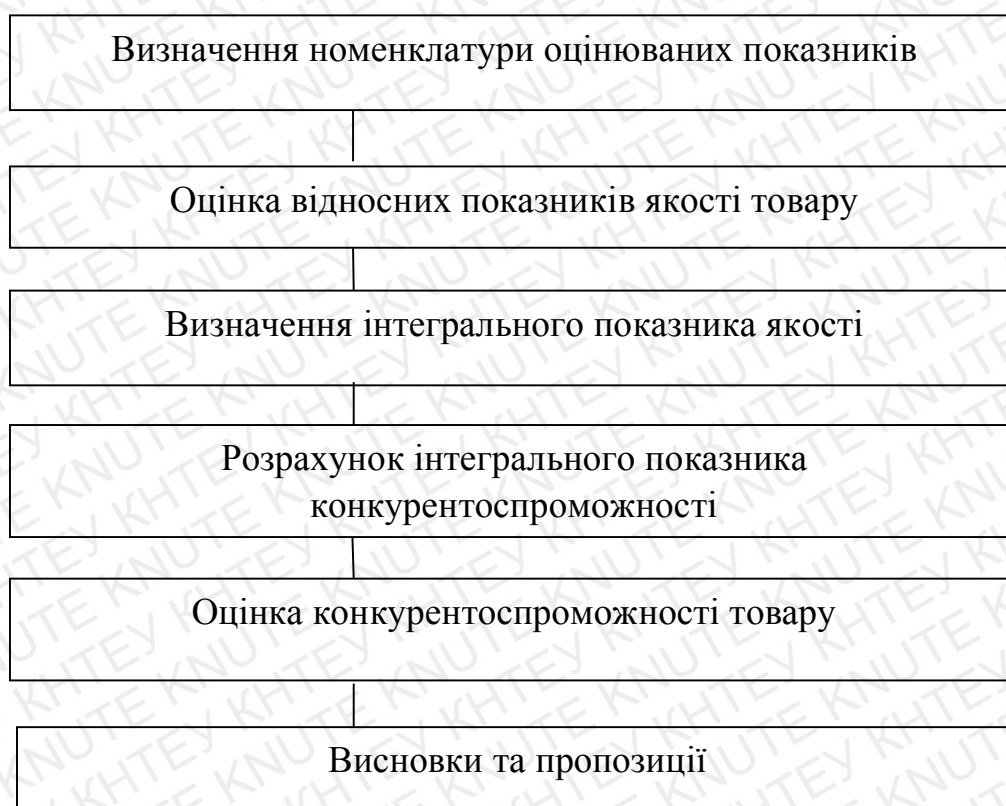 Визначення номенклатури оцінюваних показників
Оцінка відносних показників якості товару
Визначення інтегрального показника якості
Розрахунок інтегрального показника
конкурентоспроможності
Оцінка конкурентоспроможності товару
Висновки та пропозиції